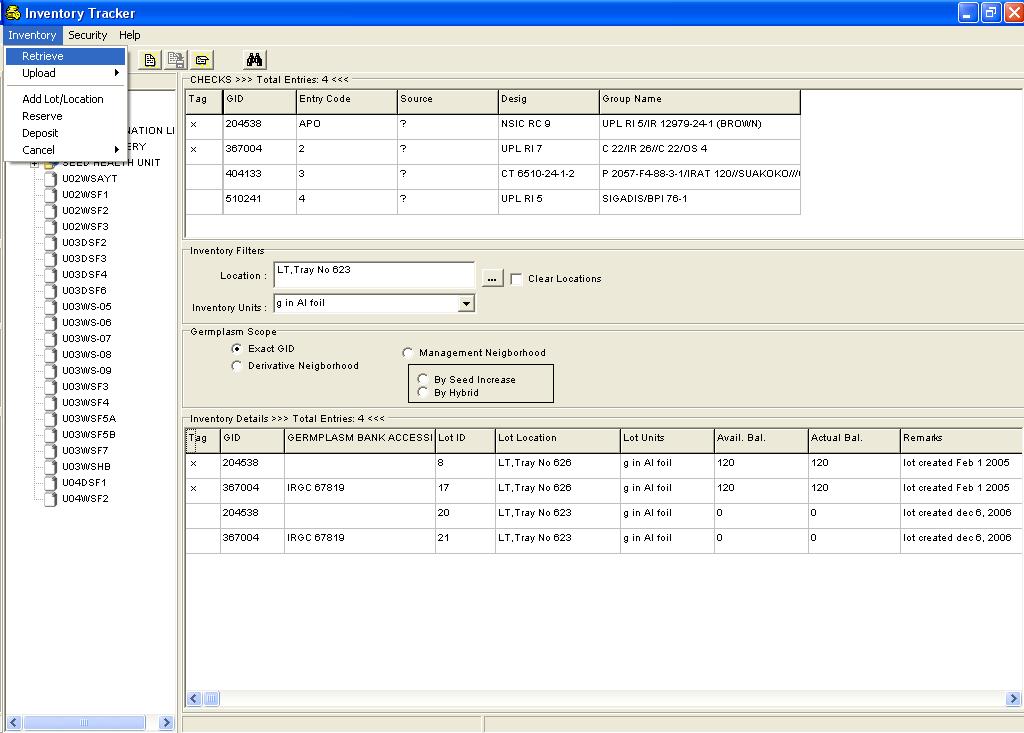 Inventory Tracker
Inventory Security Help
Retrieve
Upload
Add Lot/Location
Reserve
Deposit
Cancel
NATION LI
ERY
SEED HEALTH UNIT
U02WSAYT
U02WSF1
U02WSF2
U02WSF3
U03DSF2
U03DSF3
U03DSF4
U03DSF6
U03WS-05
U03WS-06
U03WS-07
U03WS-08
U03WS-09
U03WSF3
U03WSF4
U03WSF5A
U03WSF5B
U03WSF7
U03WSHB
U04DSF1
U04WSF2
CHECKS >>> Total Entries: 4 <<<
Tag GID Entry Code Source Desig Group Name
x 204538 APO ? NSIC RC 9 UPL RI 5/IR 12979-24-1 (BROWN)
x 367004 2 ? UPL RI 7 C 22/IR 26//C 22/OS 4
404133 3 ? CT 6510-24-1-2 P 2057-F4-88-3-1/IRAT 120//SUAKOKO///
510241 4 ? UPL RI 5 SIGADIS/BPI 76-1
Inventory Filters
Location : LT,Tray No 623 ... Clear Locations
Inventory Units : g in Al foil
Germplasm Scope
Exact GID Management Neigborhood
Derivative Neigborhood
By Seed Increase
By Hybrid
Inventory Details >>> Total Entries: 4 <<<
Tag GID GERMPLASM BANK ACCESSI Lot ID Lot Location Lot Units Avail. Bal. Actual Bal. Remarks
x 204538 8 LT,Tray No 626 g in Al foil 120 120 lot created Feb 1 2005
x 367004 IRGC 67819 17 LT,Tray No 626 g in Al foil 120 120 lot created Feb 1 2005
204538 20 LT,Tray No 623 g in Al foil 0 0 lot created dec 6, 2006
367004 IRGC 67819 21 LT,Tray No 623 g in Al foil 0 0 lot created dec 6, 2006